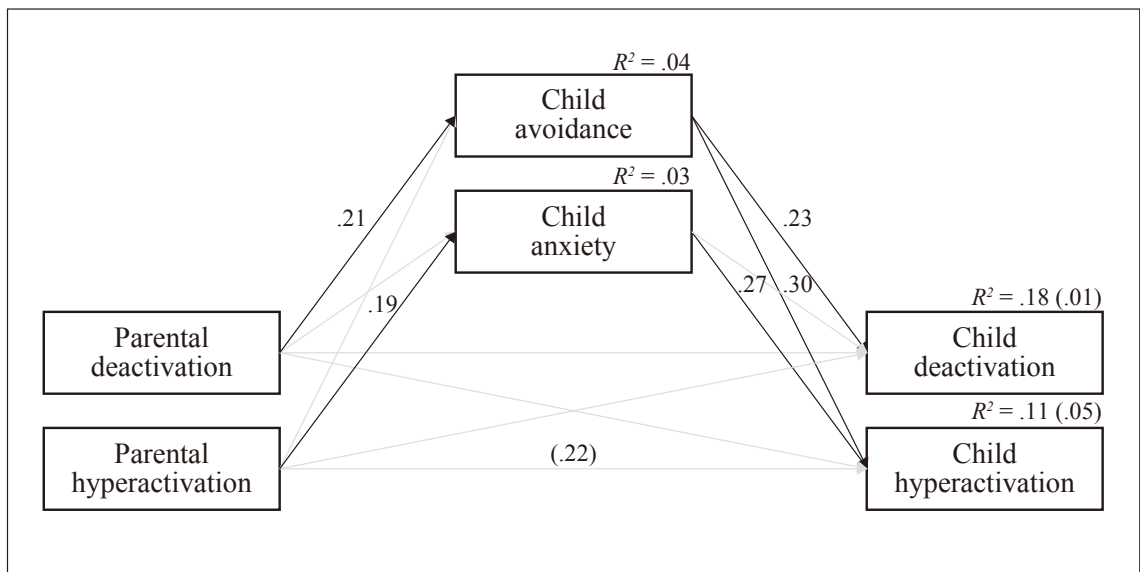 R² = .04
Child
avoidance
R² = .03
Child
anxiety
.21
.23
.19
.27
.30
R² = .18 (.01)
Parental
deactivation
Child
deactivation
R² = .11 (.05)
Parental
hyperactivation
(.22)
Child
hyperactivation